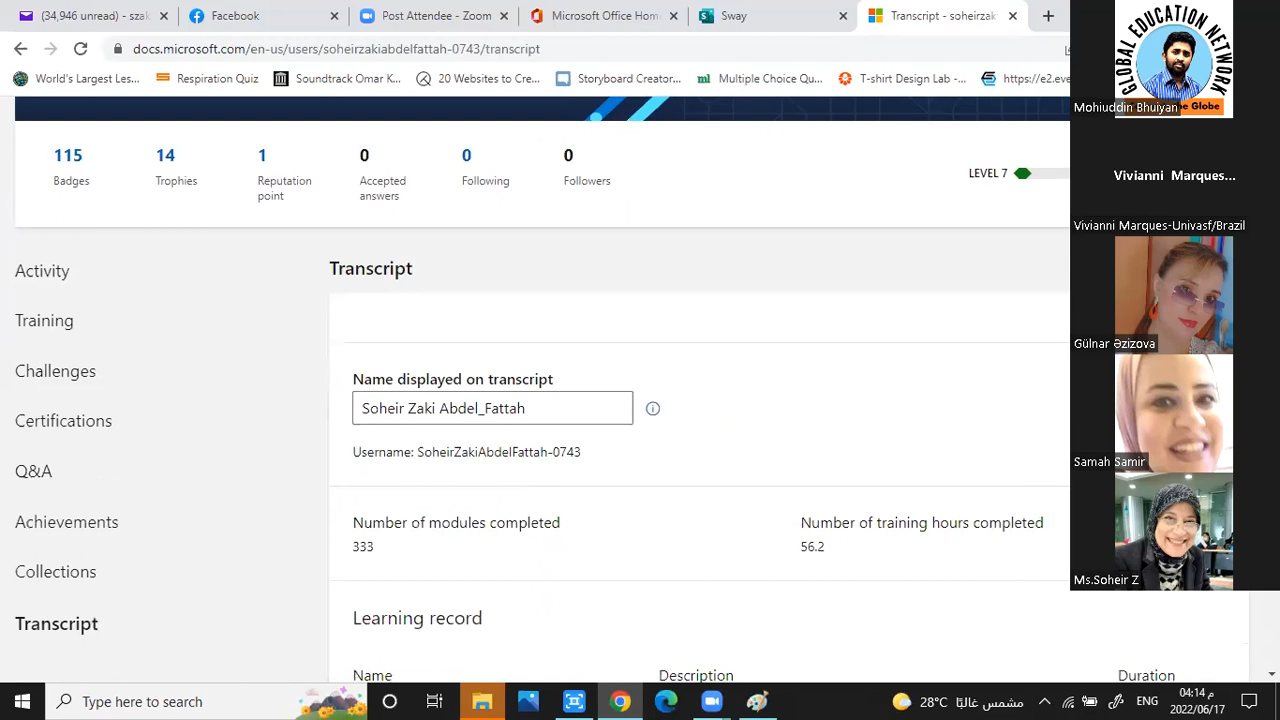 (34,946 unread) - szak
Facebook
Post Attendee - Zoom
Microsoft Office Home
Sway
Transcript - soheirzak
docs.microsoft.com/en-us/users/soheirzakiabdelfattah-0743/transcript
World's Largest Les...
Respiration Quiz
Soundtrack Omar K...
20 Websites to Cre...
Storyboard Creator...
ml Multiple Choice Qu...
T-shirt Design Lab -...
https://e2.eve
GLOBAL EDUCATION NETWORK
Globe
Mohiuddin Bhuiyan
Vivianni Marques...
Vivianni Marques-Univasf/Brazil
Gülnar Əzizova
Samah Samir
Ms.Soheir Z
115
Badges
14
Trophies
1
Reputation
point
0
Accepted
answers
0
Following
0
Followers
LEVEL 7
Activity
Training
Challenges
Certifications
Q&A
Achievements
Collections
Transcript
Transcript
Name displayed on transcript
Soheir Zaki Abdel_Fattah
Username: SoheirZakiAbdelFattah-0743
Number of modules completed
333
Number of training hours completed
56.2
Learning record
Name
Description
Duration
Type here to search
28°C مشمس غالبًا
ENG
04:14 م
2022/06/17